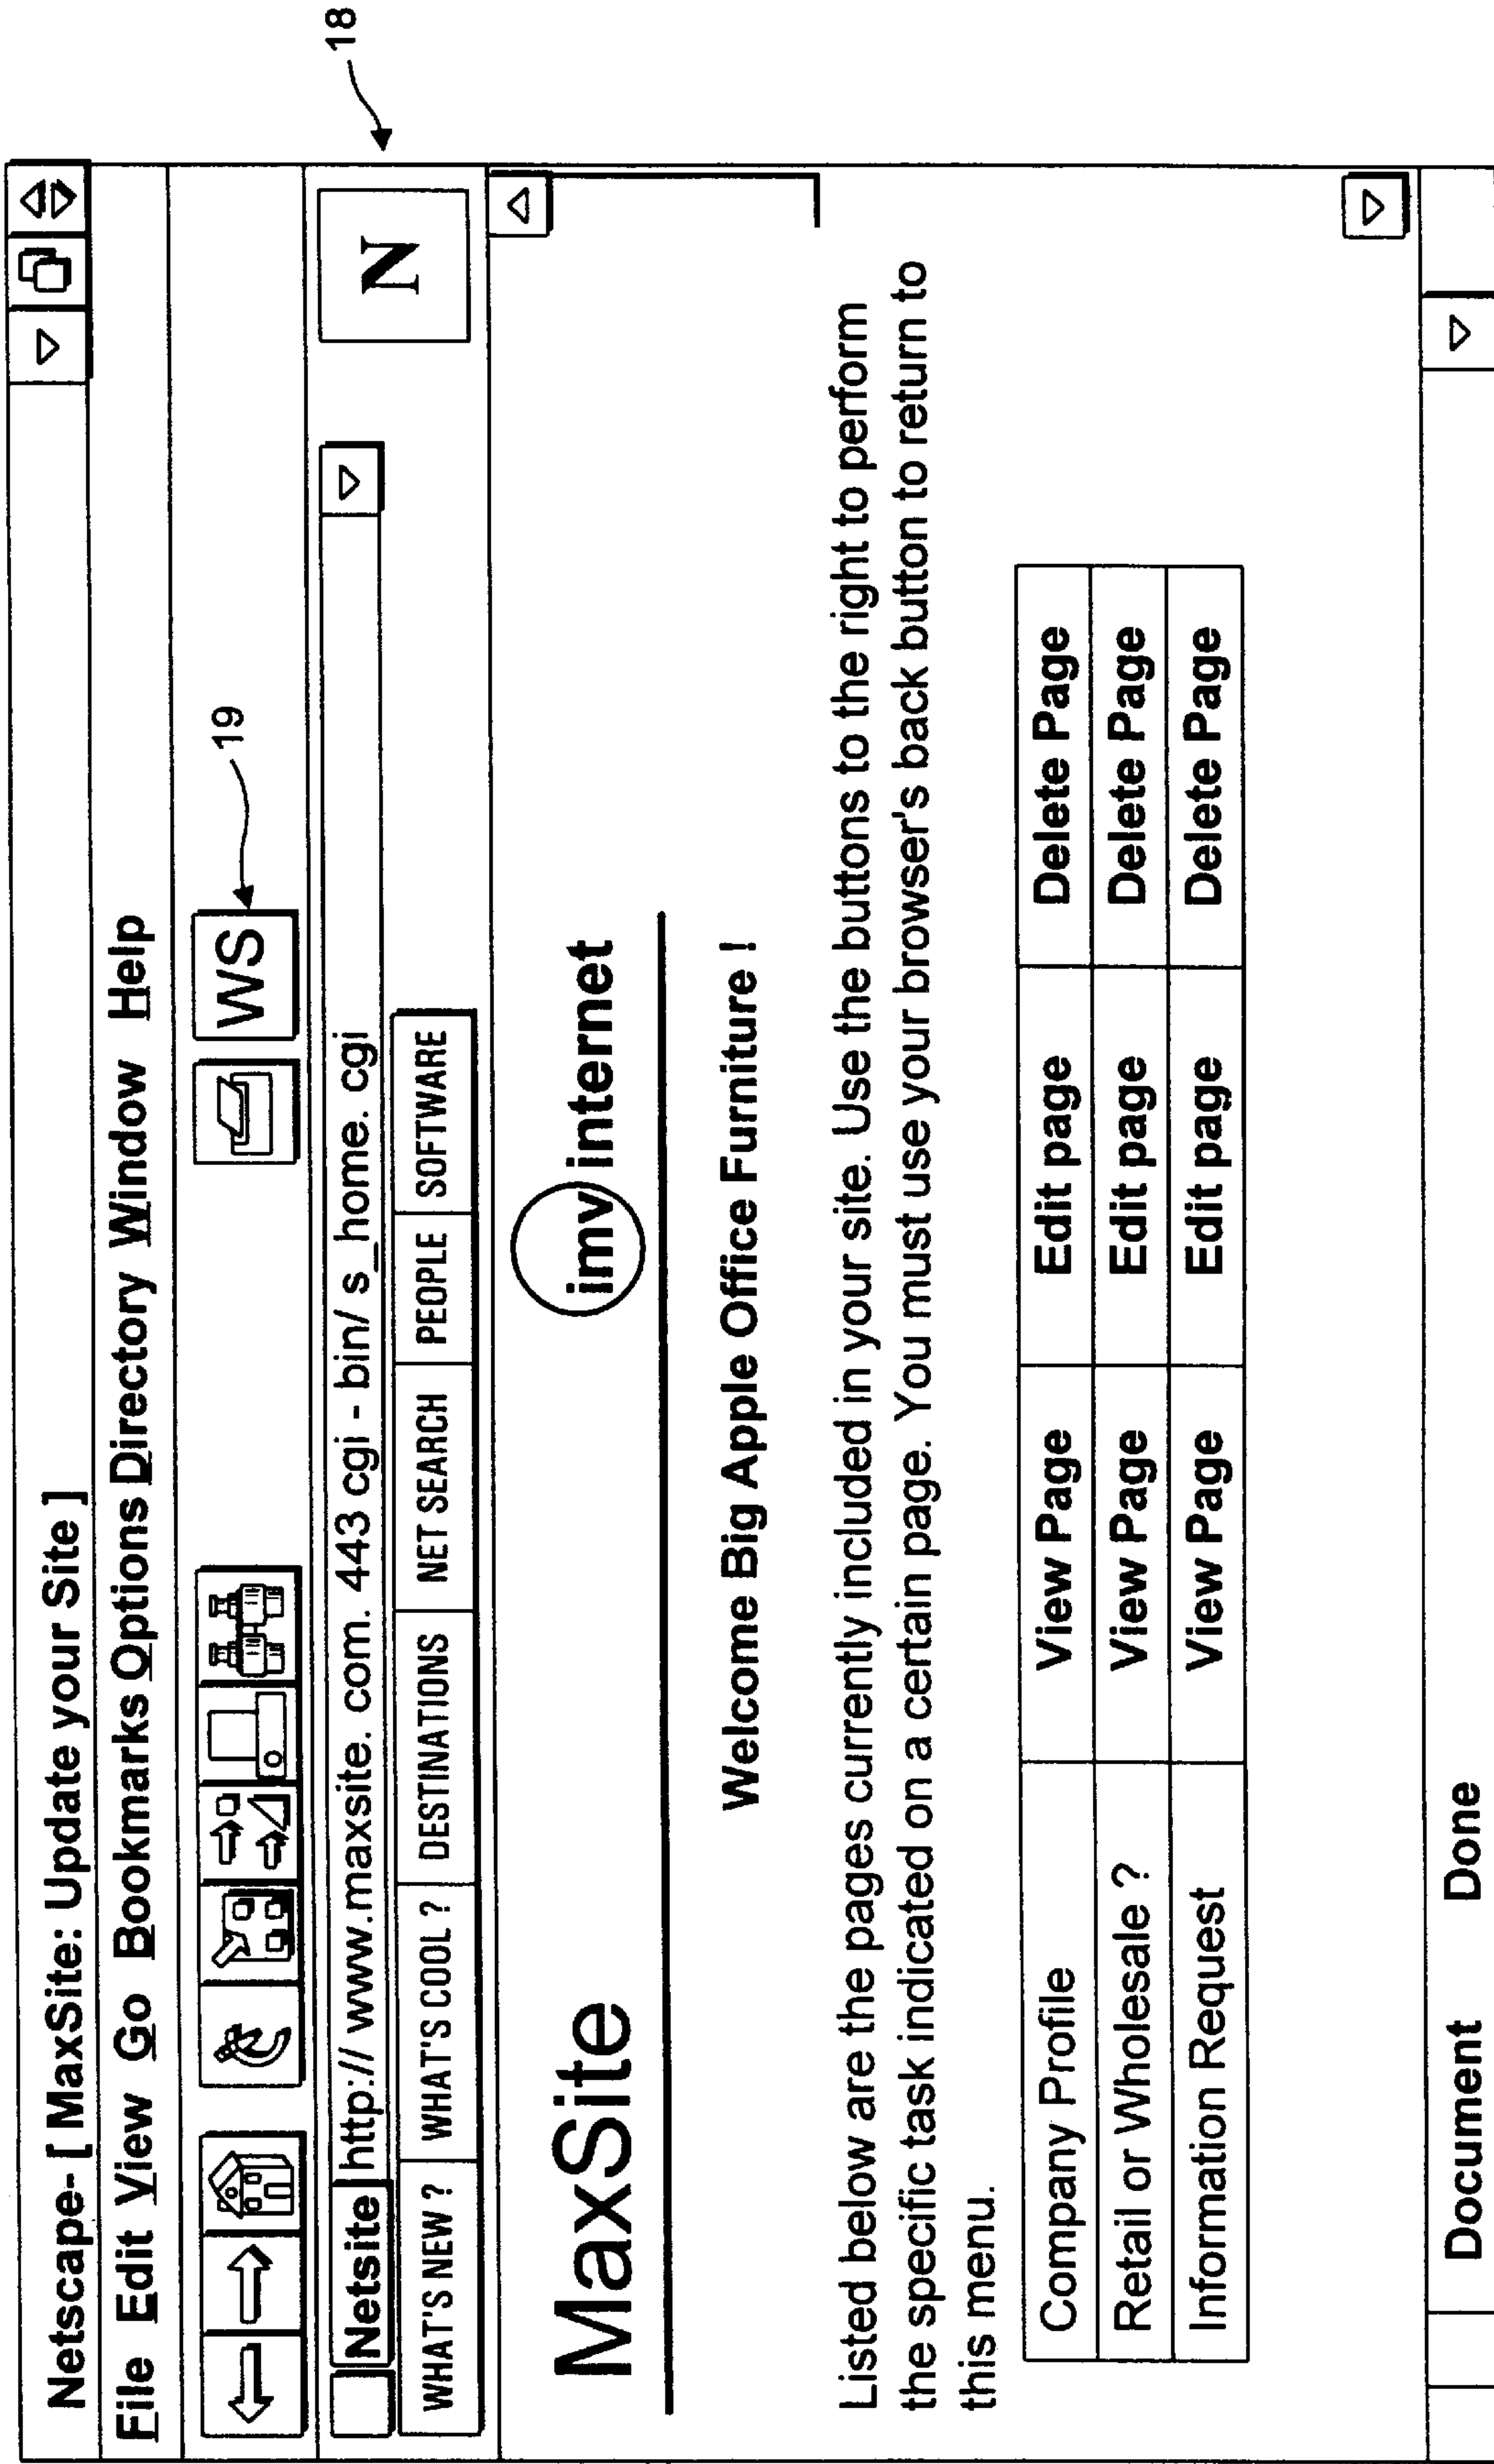 Netscape- [ MaxSite: Update your Site ]
File Edit View Go Bookmarks Options Directory Window Help
WS
19
Netsite http:// www.maxsite. com. 443 cgi - bin/ s_home. cgi
N
18
WHAT'S NEW ? WHAT'S COOL ? DESTINATIONS NET SEARCH PEOPLE SOFTWARE
MaxSite imv internet
Welcome Big Apple Office Furniture !
Listed below are the pages currently included in your site. Use the buttons to the right to perform
the specific task indicated on a certain page. You must use your browser's back button to return to
this menu.
Company Profile View Page Edit page Delete Page
Retail or Wholesale ? View Page Edit page Delete Page
Information Request View Page Edit page Delete Page
Document Done